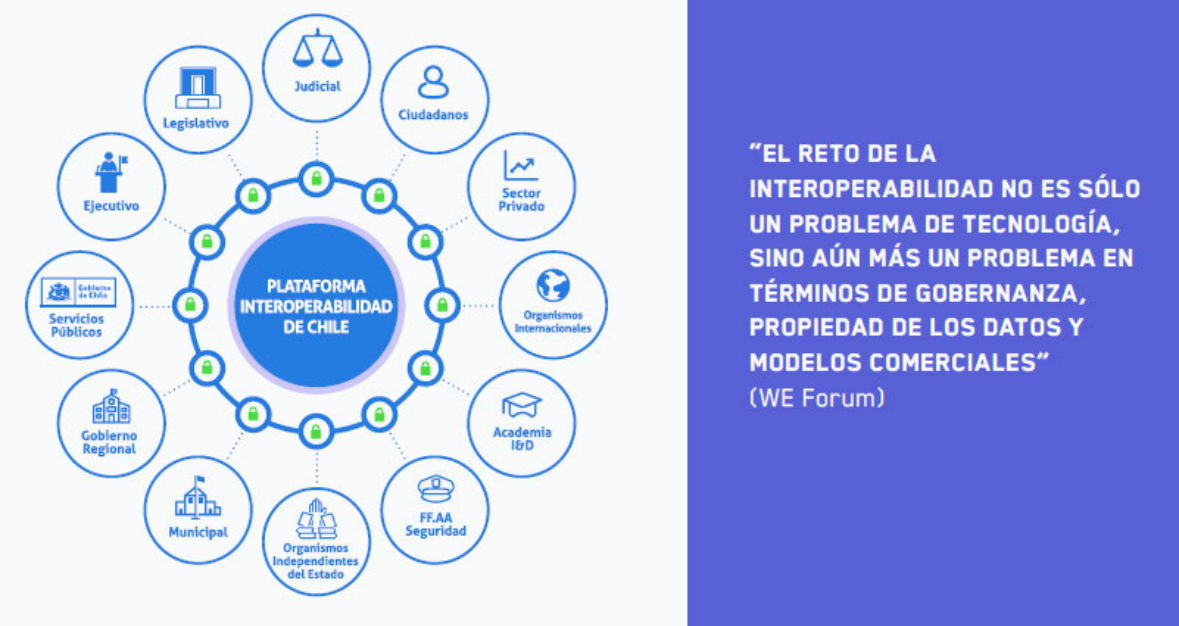 Judicial
Ciudadanos
Sector
Privado
Organismos
Internacionales
Academia
I&D
FF.AA
Seguridad
Organismos
Independientes
del Estado
Municipal
Gobierno
Regional
Gobierno
de Chile
Servicios
Públicos
Ejecutivo
Legislativo
PLATAFORMA
INTEROPERABILIDAD
DE CHILE
"EL RETO DE LA
INTEROPERABILIDAD NO ES SÓLO
UN PROBLEMA DE TECNOLOGÍA,
SINO AÚN MÁS UN PROBLEMA EN
TÉRMINOS DE GOBERNANZA,
PROPIEDAD DE LOS DATOS Y
MODELOS COMERCIALES"
(WE Forum)